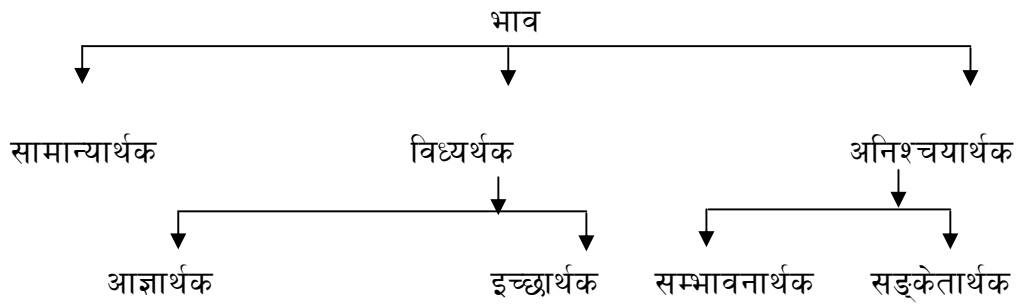 भाव
सामान्यार्थक विध्यर्थक अनिश्चयार्थक
आज्ञार्थक इच्छार्थक सम्भावनार्थक सङ्केतार्थक